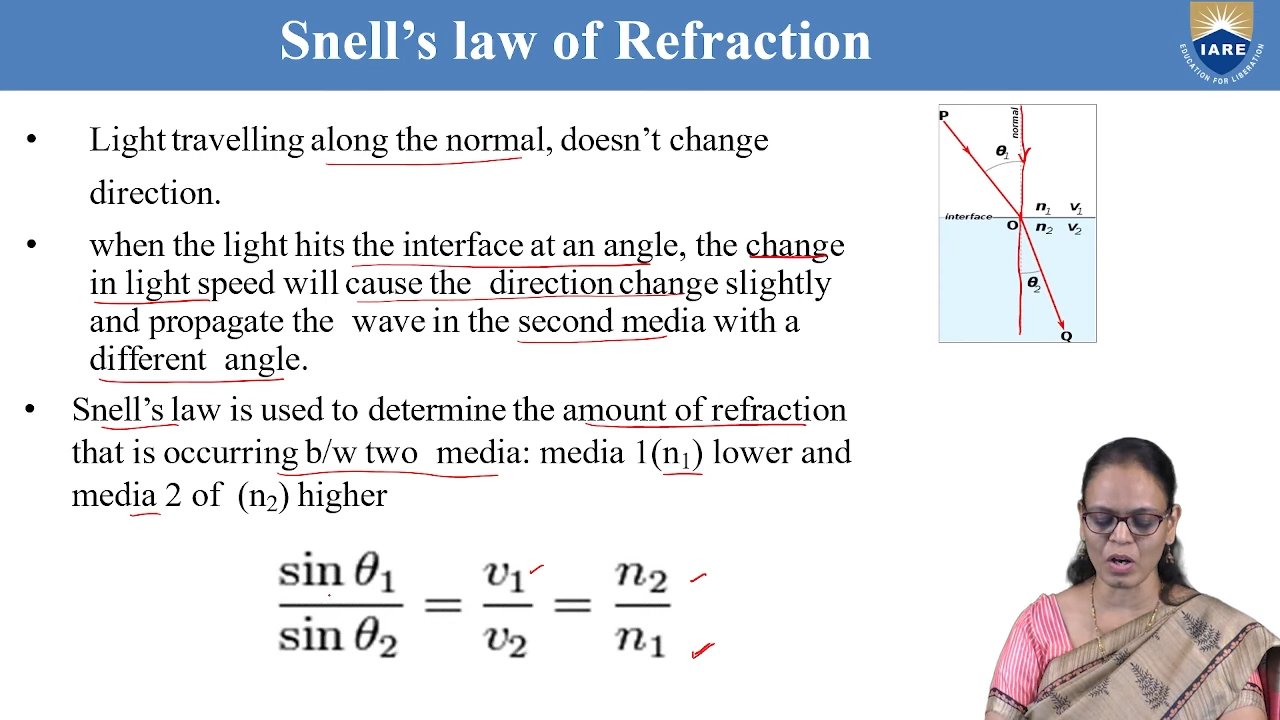 Snell's law of Refraction
IARE
EDUCATION FOR LIBERATION
• Light travelling along the normal, doesn't change
direction.
• when the light hits the interface at an angle, the change
in light speed will cause the direction change slightly
and propagate the wave in the second media with a
different angle.
• Snell's law is used to determine the amount of refraction
that is occurring b/w two media: media 1(n₁) lower and
media 2 of (n₂) higher
sin θ₁ / sin θ₂ = v₁ / v₂ = n₂ / n₁
P
normal
θ₁
n₁ v₁
interface
O n₂ v₂
θ₂
Q